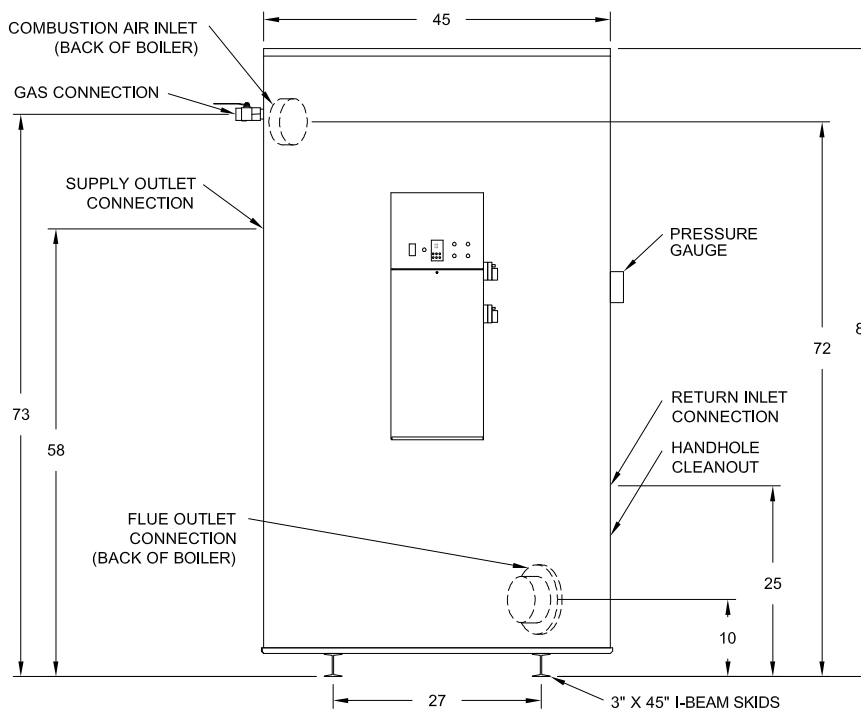 45
COMBUSTION AIR INLET
(BACK OF BOILER)
GAS CONNECTION
SUPPLY OUTLET
CONNECTION
PRESSURE
GAUGE
8
72
73
58
RETURN INLET
CONNECTION
HANDHOLE
CLEANOUT
FLUE OUTLET
CONNECTION
(BACK OF BOILER)
25
10
27
3" X 45" I-BEAM SKIDS